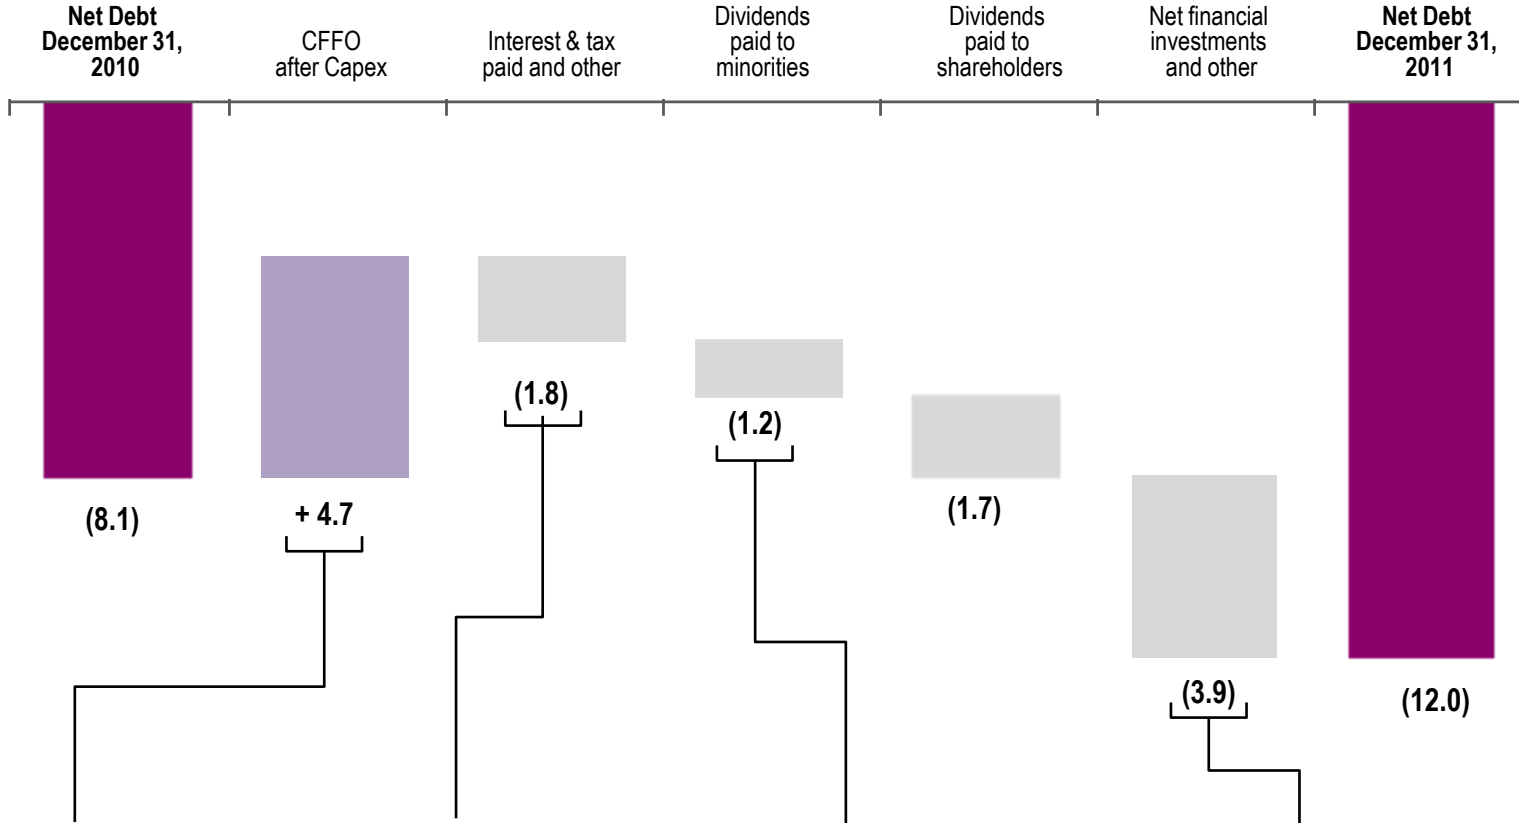 Net Debt
December 31,
2010
CFFO
after Capex
Interest & tax
paid and other
Dividends
paid to
minorities
Dividends
paid to
shareholders
Net financial
investments
and other
Net Debt
December 31,
2011
(8.1)
+ 4.7
(1.8)
(1.2)
(1.7)
(3.9)
(12.0)